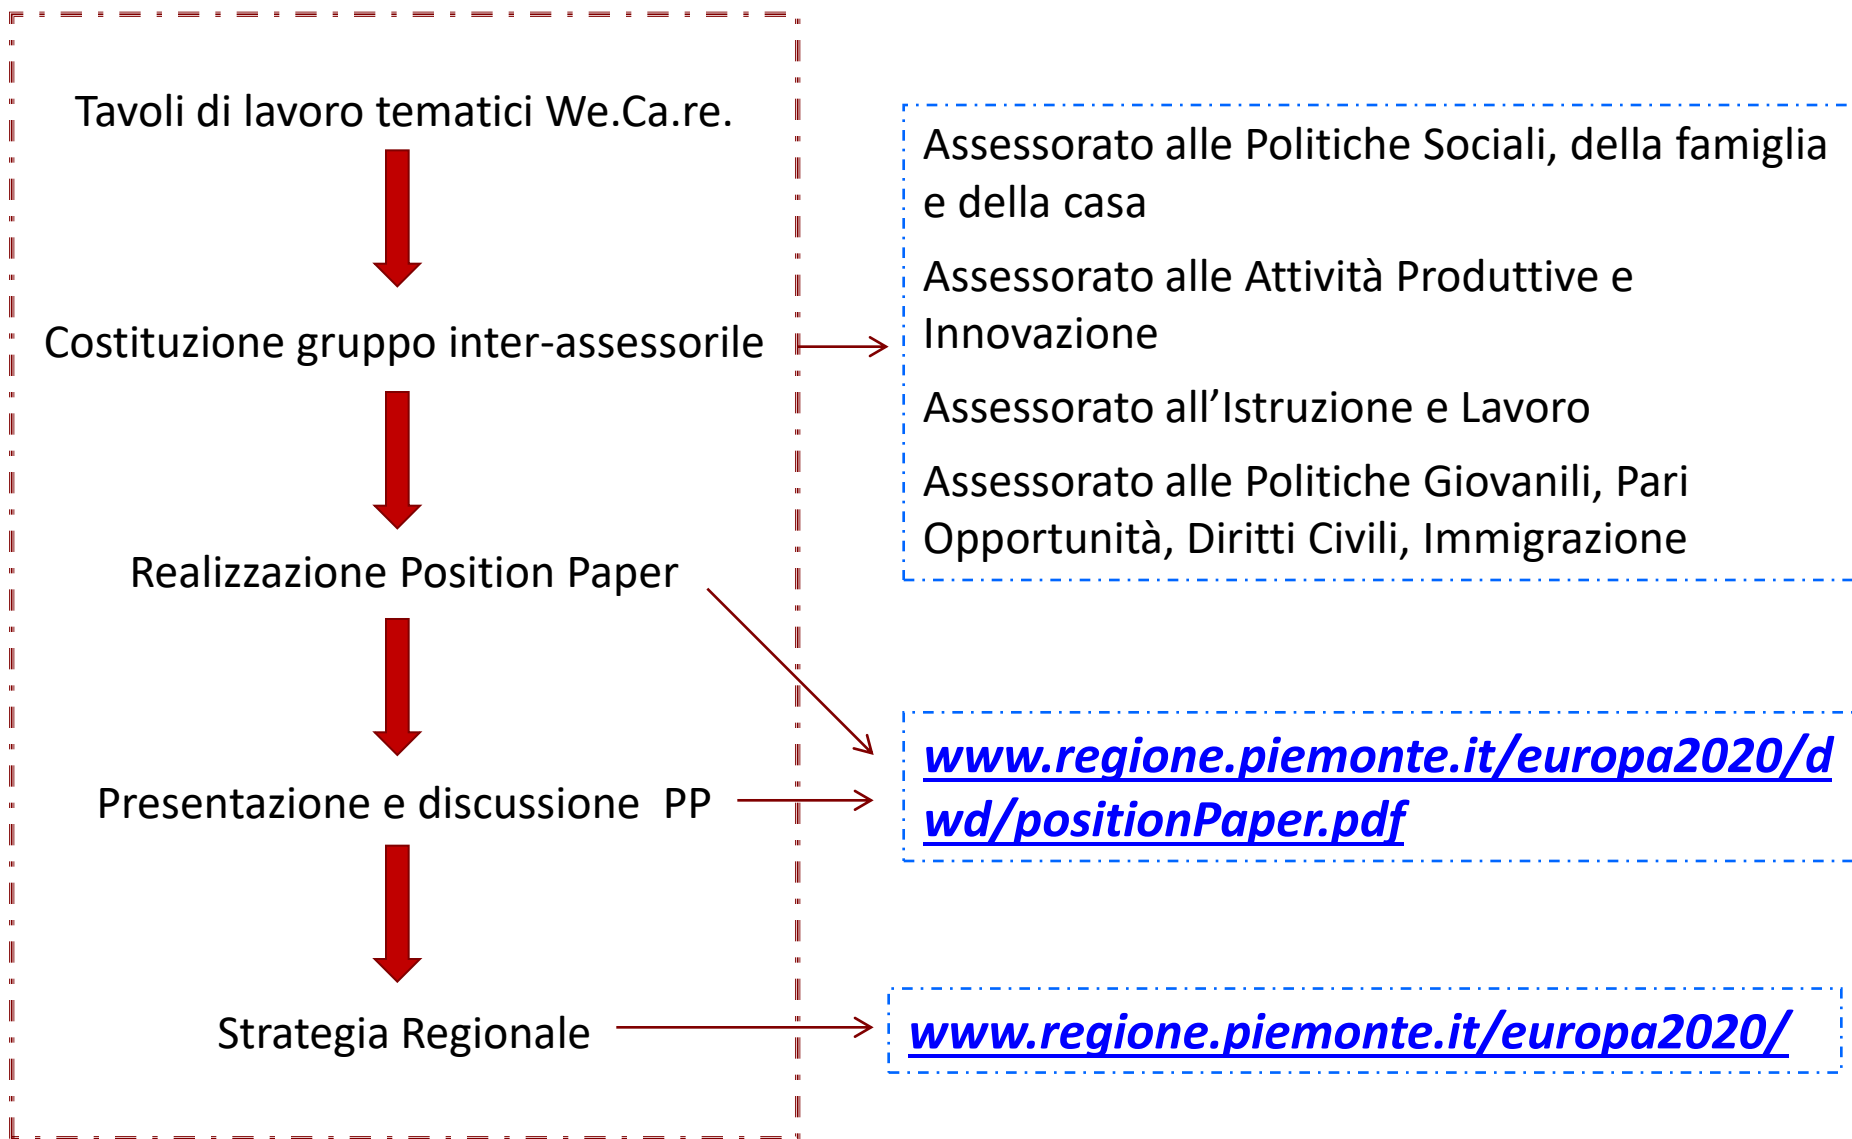 Tavoli di lavoro tematici We.Ca.re.
Costituzione gruppo inter-assessorile
Realizzazione Position Paper
Presentazione e discussione PP
Strategia Regionale
Assessorato alle Politiche Sociali, della famiglia
e della casa
Assessorato alle Attività Produttive e
Innovazione
Assessorato all’Istruzione e Lavoro
Assessorato alle Politiche Giovanili, Pari
Opportunità, Diritti Civili, Immigrazione
www.regione.piemonte.it/europa2020/d
wd/positionPaper.pdf
www.regione.piemonte.it/europa2020/